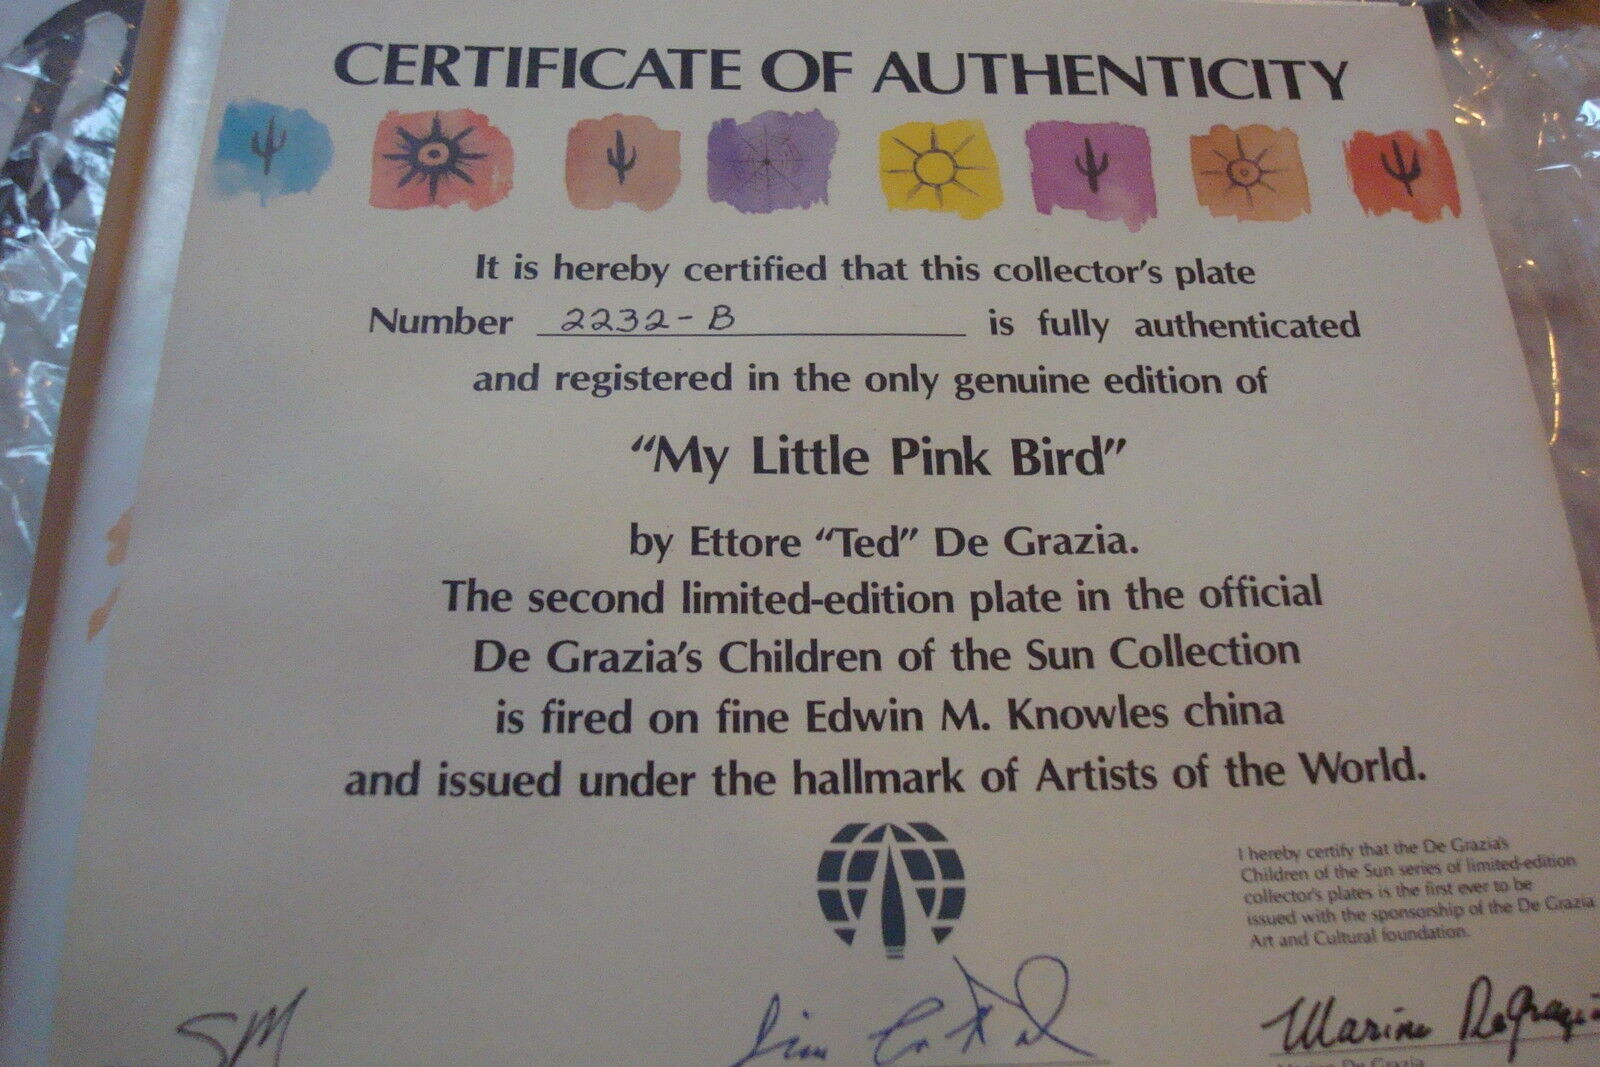 CERTIFICATE OF AUTHENTICITY
It is hereby certified that this collector's plate
Number 2232-B is fully authenticated
and registered in the only genuine edition of
"My Little Pink Bird"
by Ettore "Ted" De Grazia.
The second limited-edition plate in the official
De Grazia's Children of the Sun Collection
is fired on fine Edwin M. Knowles china
and issued under the hallmark of Artists of the World.
I hereby certify that the De Grazia's
Children of the Sun series of limited-edition
collector's plates is the first ever to be
issued with the sponsorship of the De Grazia
Art and Cultural foundation.
SM
Marion DeGrazia